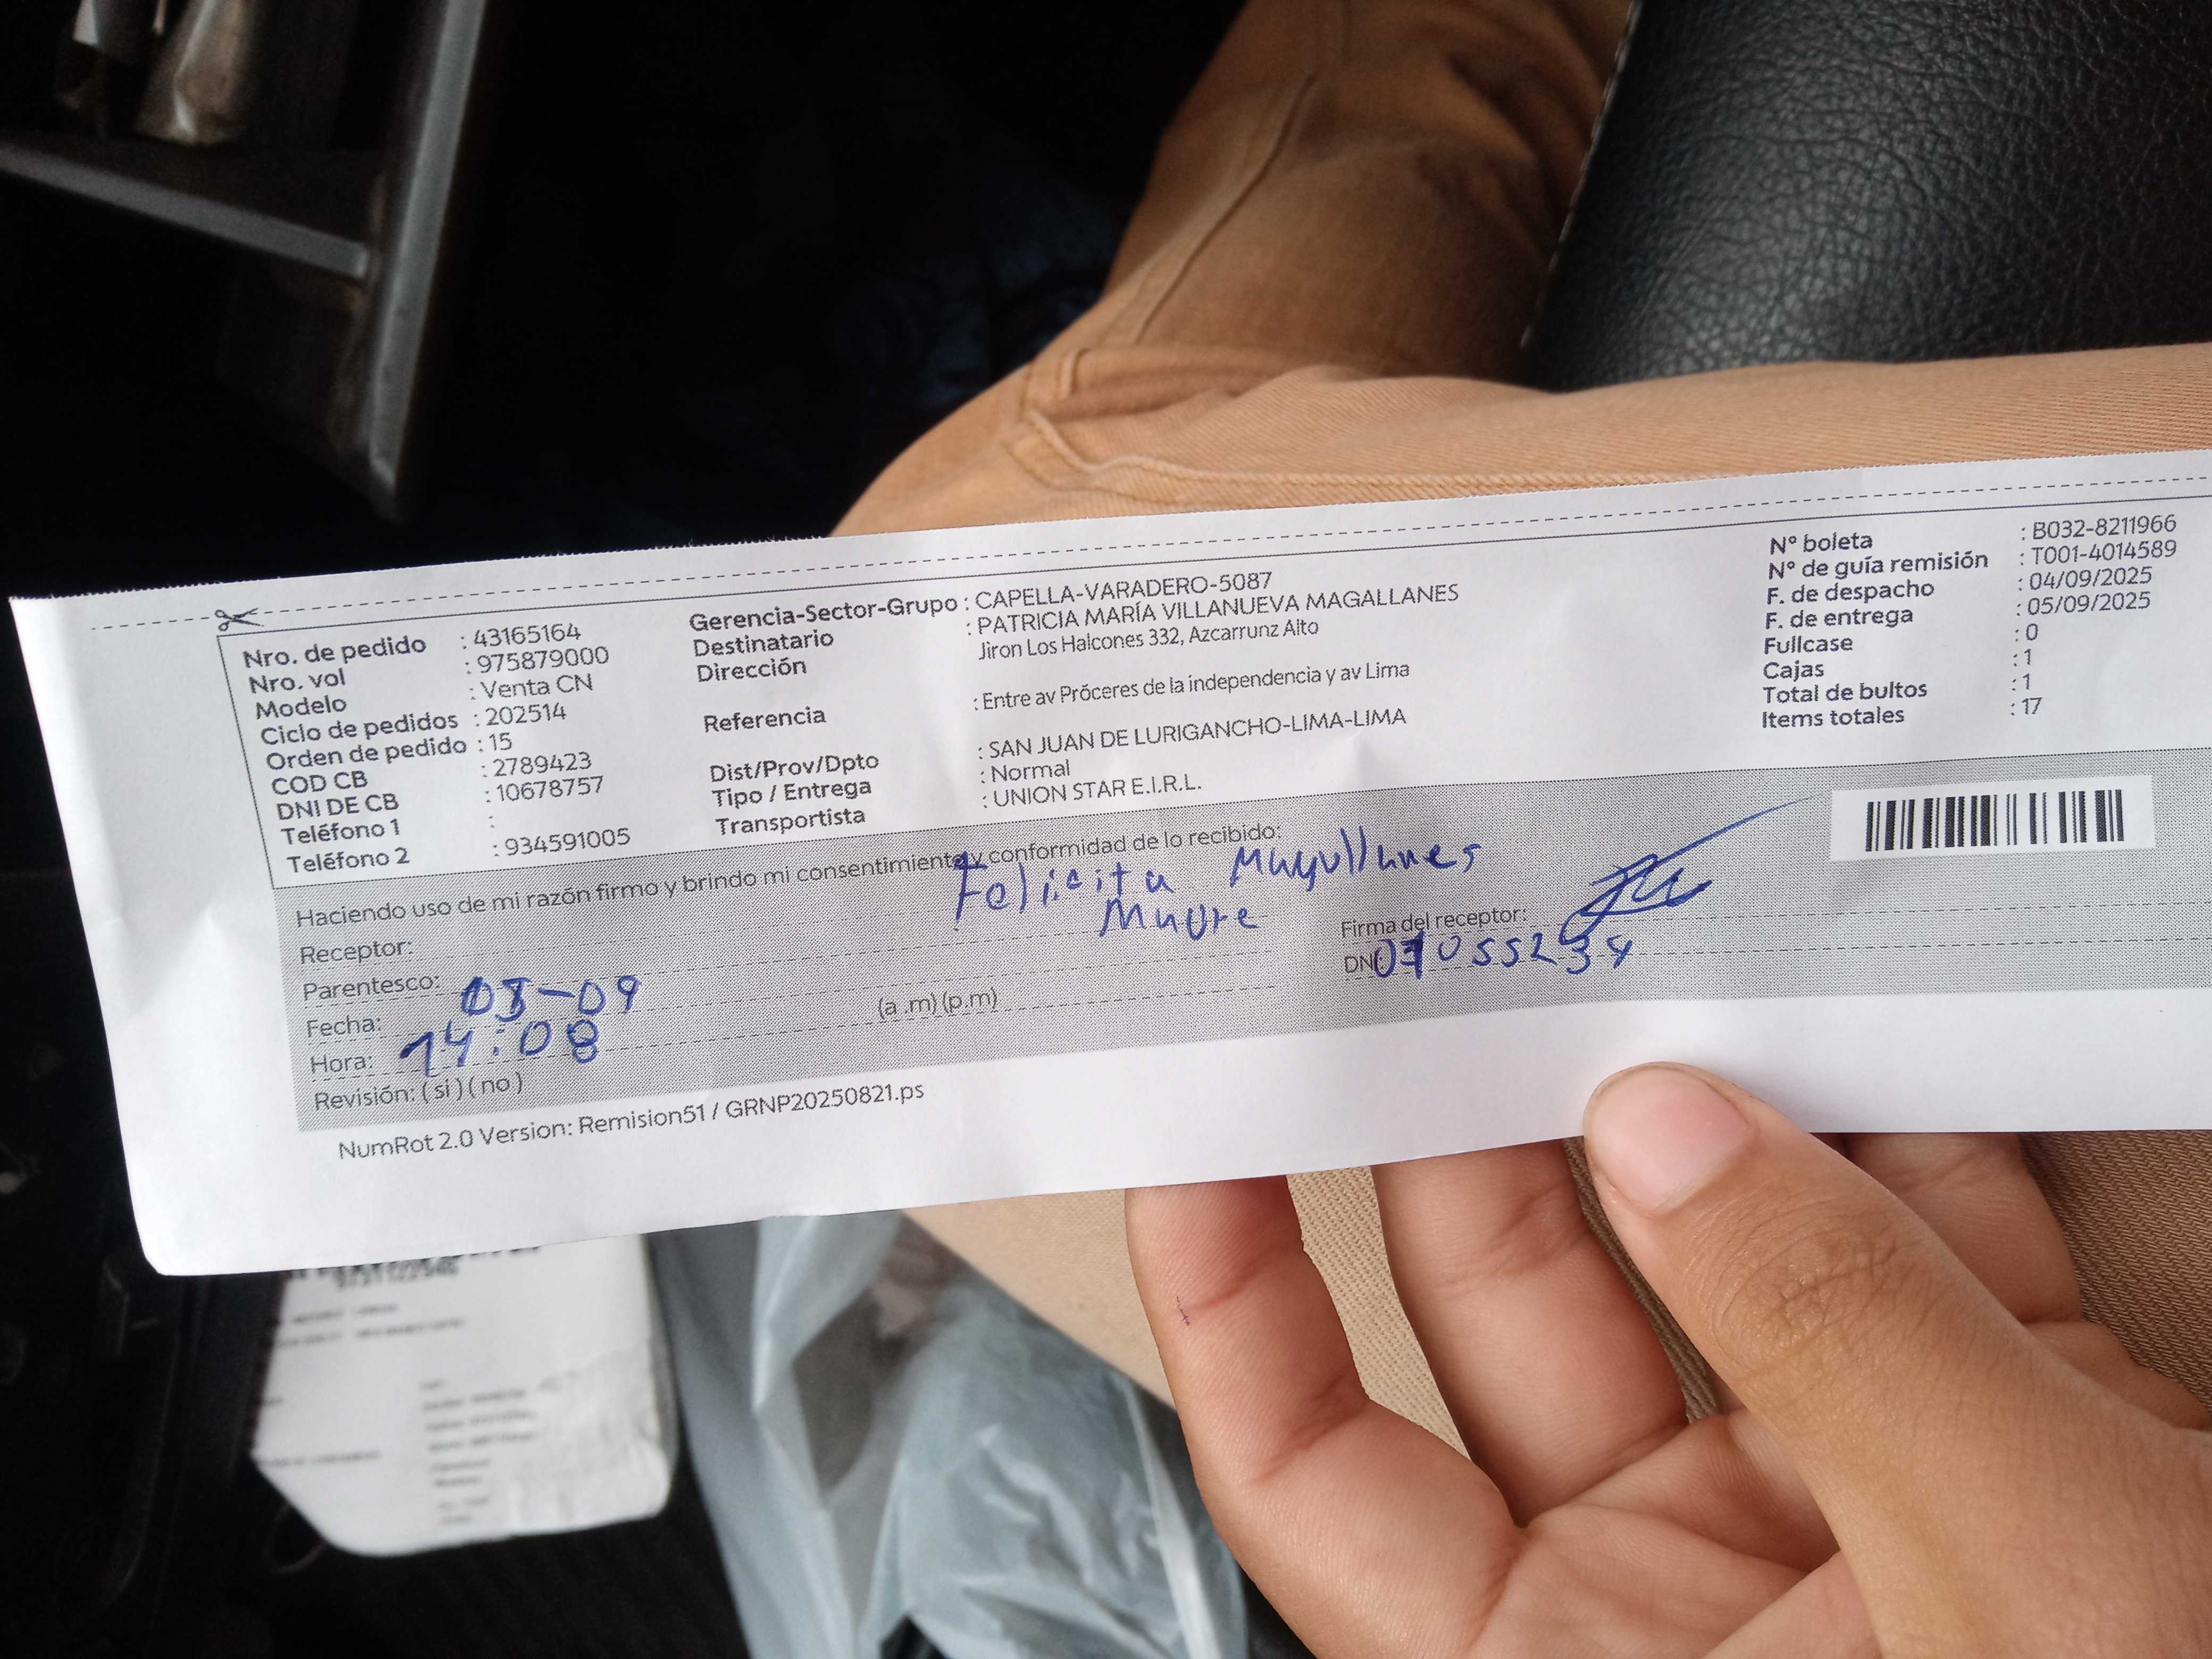 Nro. de pedido : 43165164
Nro. vol : 975879000
Modelo : Venta CN
Ciclo de pedidos : 202514
Orden de pedido : 15
COD CB : 2789423
DNI DE CB : 10678757
Teléfono 1 :
Teléfono 2 : 934591005
Gerencia-Sector-Grupo : CAPELLA-VARADERO-5087
Destinatario : PATRICIA MARÍA VILLANUEVA MAGALLANES
Dirección Jiron Los Halcones 332, Azcarrunz Alto
Referencia : Entre av Próceres de la independencia y av Lima
Dist/Prov/Dpto : SAN JUAN DE LURIGANCHO-LIMA-LIMA
Tipo / Entrega : Normal
Transportista : UNION STAR E.I.R.L.
Nº boleta : B032-8211966
Nº de guía remisión : T001-4014589
F. de despacho : 04/09/2025
F. de entrega : 05/09/2025
Fullcase : 0
Cajas : 1
Total de bultos : 1
Items totales : 17
Haciendo uso de mi razón firmo y brindo mi consentimiento y conformidad de lo recibido:
Receptor: Felicita Magallanes
Parentesco: Madre
Fecha: 05-09
Hora: 14:08 (a .m) (p.m)
Revisión: ( si ) ( no )
Firma del receptor:
DNI: 07055234
NumRot 2.0 Version: Remision51 / GRNP20250821.ps